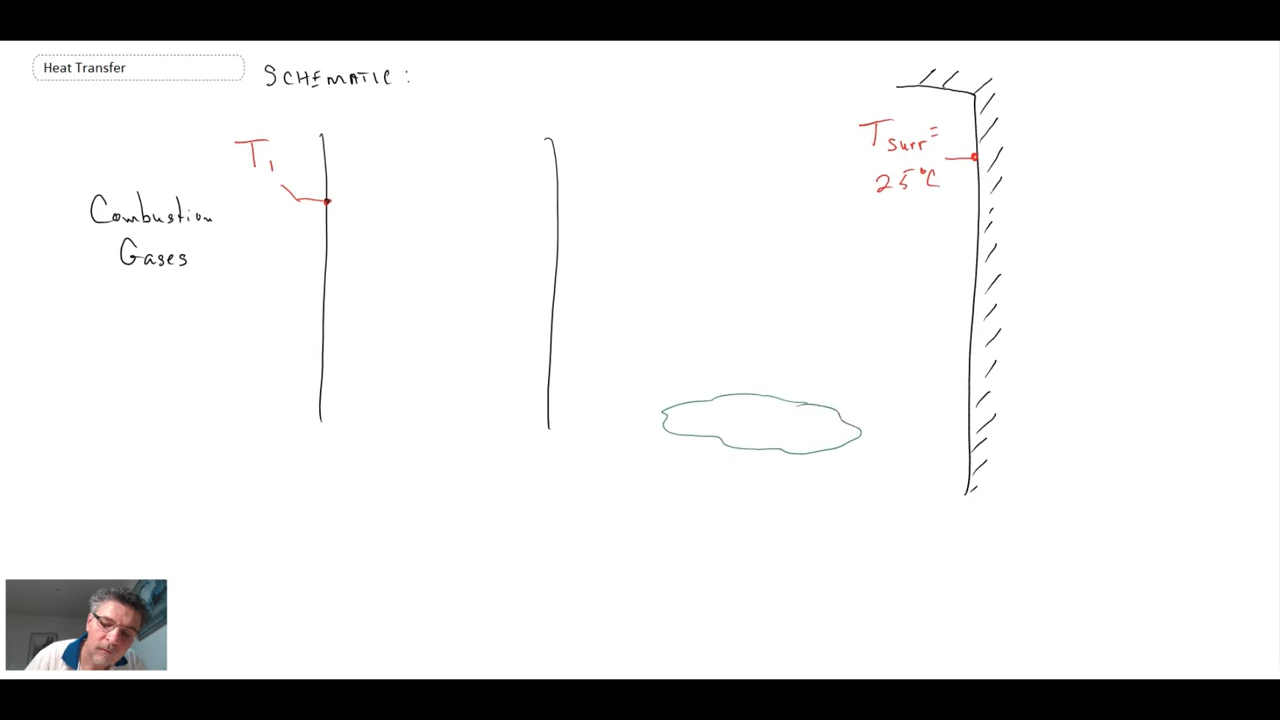 Heat Transfer
SCHEMATIC:
T1
Combustion
Gases
Tsurr=
25°C